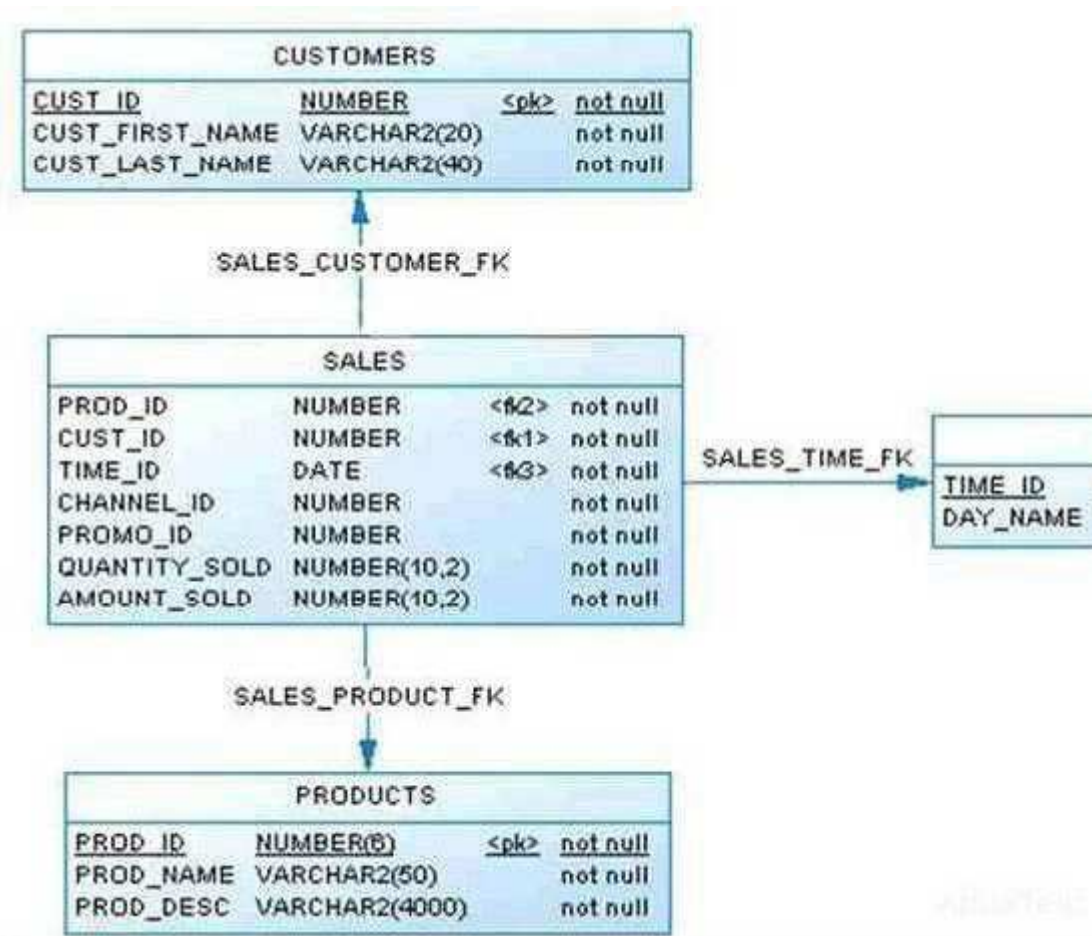 CUSTOMERS
CUST_ID NUMBER <pk> not null
CUST_FIRST_NAME VARCHAR2(20) not null
CUST_LAST_NAME VARCHAR2(40) not null
SALES_CUSTOMER_FK
SALES
PROD_ID NUMBER <fk2> not null
CUST_ID NUMBER <fk1> not null
TIME_ID DATE <fk3> not null
CHANNEL_ID NUMBER not null
PROMO_ID NUMBER not null
QUANTITY_SOLD NUMBER(10,2) not null
AMOUNT_SOLD NUMBER(10,2) not null
SALES_TIME_FK
TIME_ID
DAY_NAME
SALES_PRODUCT_FK
PRODUCTS
PROD_ID NUMBER(6) <pk> not null
PROD_NAME VARCHAR2(50) not null
PROD_DESC VARCHAR2(4000) not null